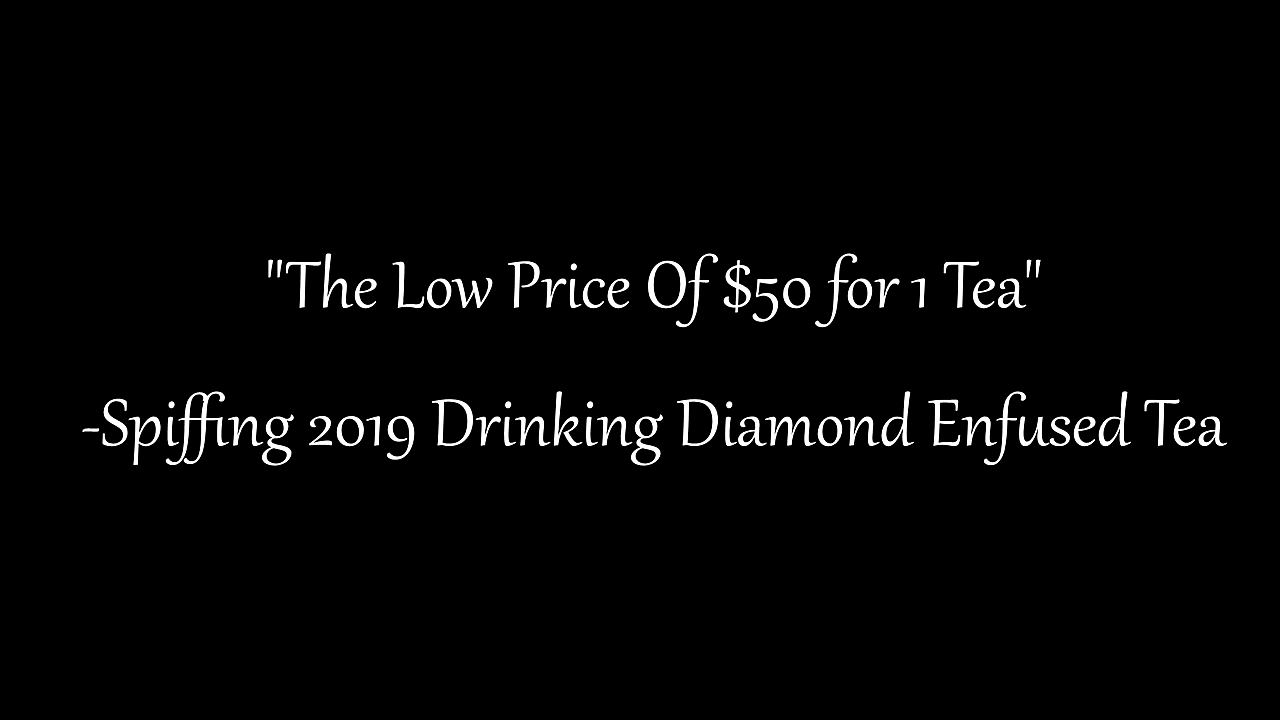 "The Low Price Of $50 for 1 Tea"
-Spiffing 2019 Drinking Diamond Enfused Tea